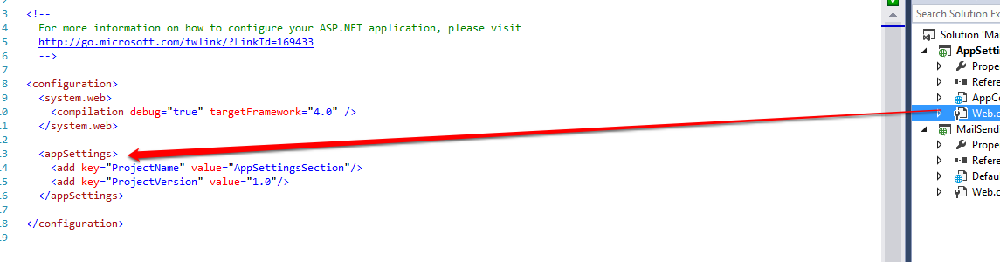 <!--
For more information on how to configure your ASP.NET application, please visit
http://go.microsoft.com/fwlink/?LinkId=169433
-->
<configuration>
<system.web>
<compilation debug="true" targetFramework="4.0" />
</system.web>
<appSettings>
<add key="ProjectName" value="AppSettingsSection"/>
<add key="ProjectVersion" value="1.0"/>
</appSettings>
</configuration>
3
4
5
6
7
8
9
10
11
12
13
14
15
16
17
18
19
Search Solution Ex
Solution 'Mai
AppSetti
Prope
Refere
AppCo
Web.c
MailSend
Prope
Refere
Defau
Web.c